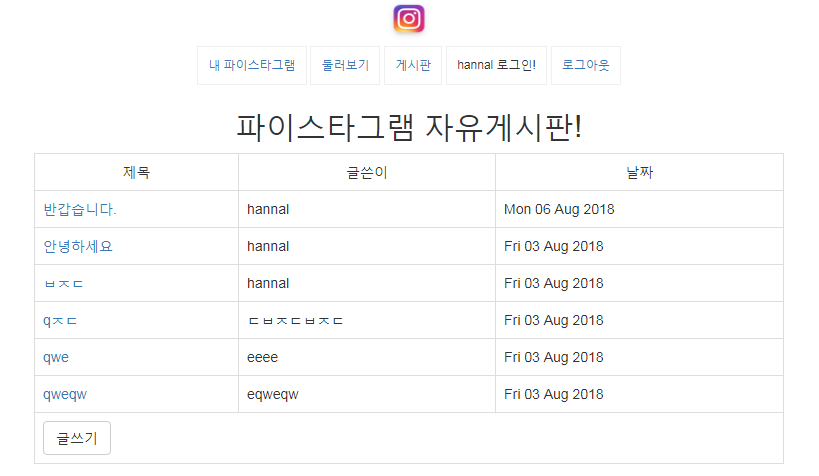 내 파이스타그램 둘러보기 게시판 hannal 로그인! 로그아웃
파이스타그램 자유게시판!
제목 글쓴이 날짜
반갑습니다. hannal Mon 06 Aug 2018
안녕하세요 hannal Fri 03 Aug 2018
ㅂㅈㄷ hannal Fri 03 Aug 2018
qㅈㄷ ㄷㅂㅈㄷㅂㅈㄷ Fri 03 Aug 2018
qwe eeee Fri 03 Aug 2018
qweqw eqweqw Fri 03 Aug 2018
글쓰기